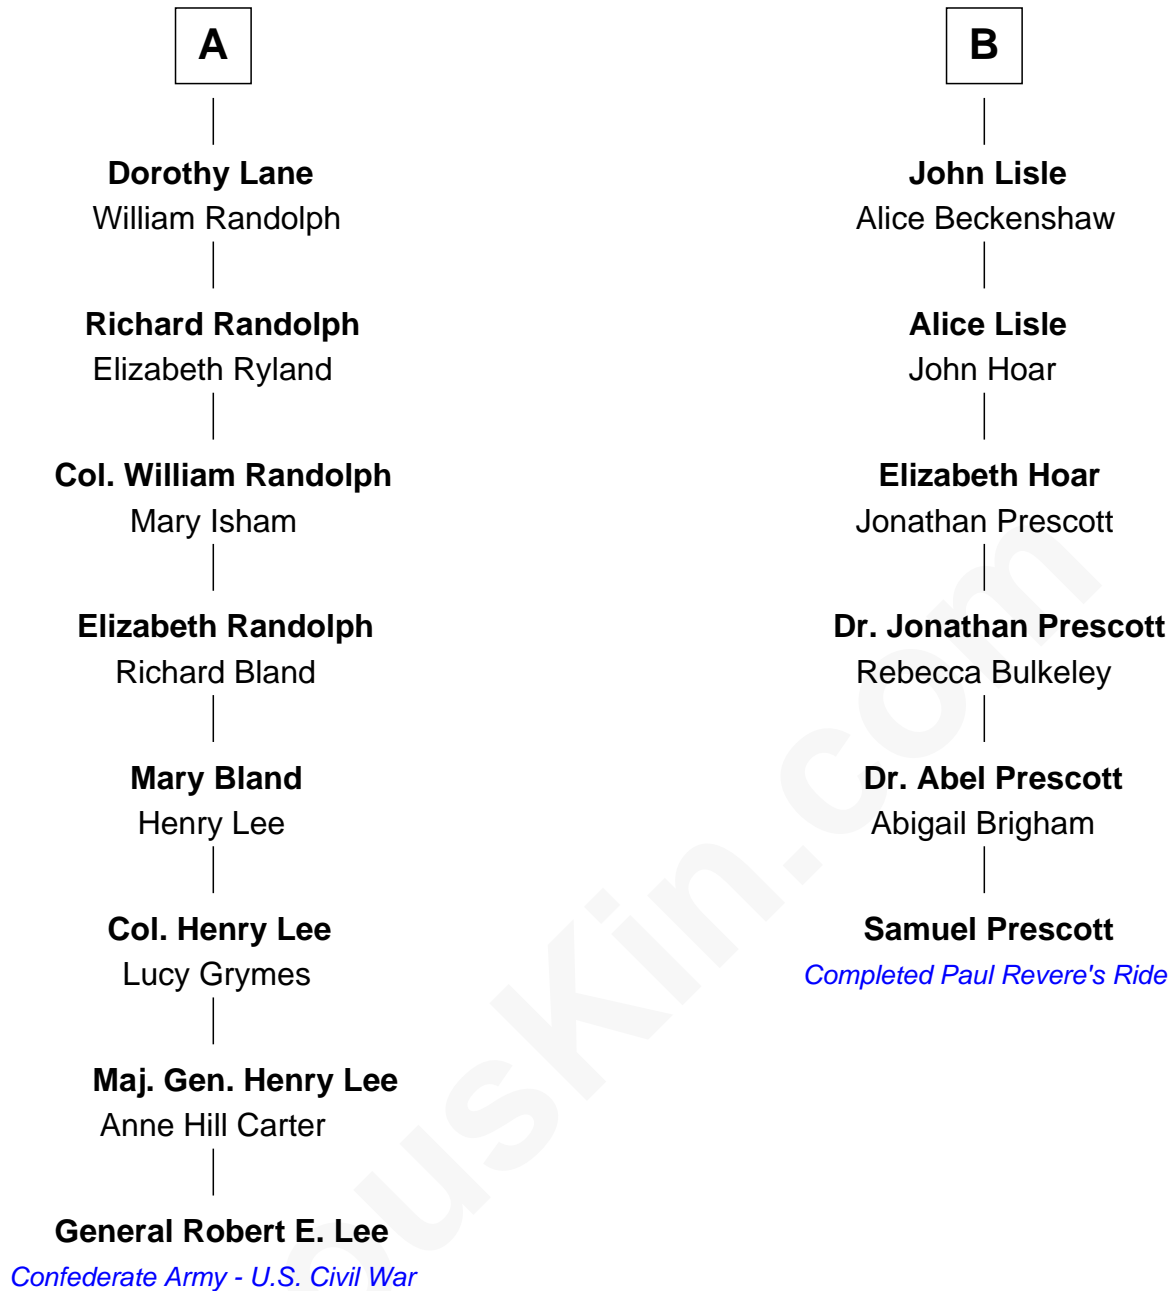 A
Dorothy Lane
William Randolph
Richard Randolph
Elizabeth Ryland
Col. William Randolph
Mary Isham
Elizabeth Randolph
Richard Bland
Mary Bland
Henry Lee
Col. Henry Lee
Lucy Grymes
Maj. Gen. Henry Lee
Anne Hill Carter
General Robert E. Lee
Confederate Army - U.S. Civil War
B
John Lisle
Alice Beckenshaw
Alice Lisle
John Hoar
Elizabeth Hoar
Jonathan Prescott
Dr. Jonathan Prescott
Rebecca Bulkeley
Dr. Abel Prescott
Abigail Brigham
Samuel Prescott
Completed Paul Revere's Ride
ousKin.com